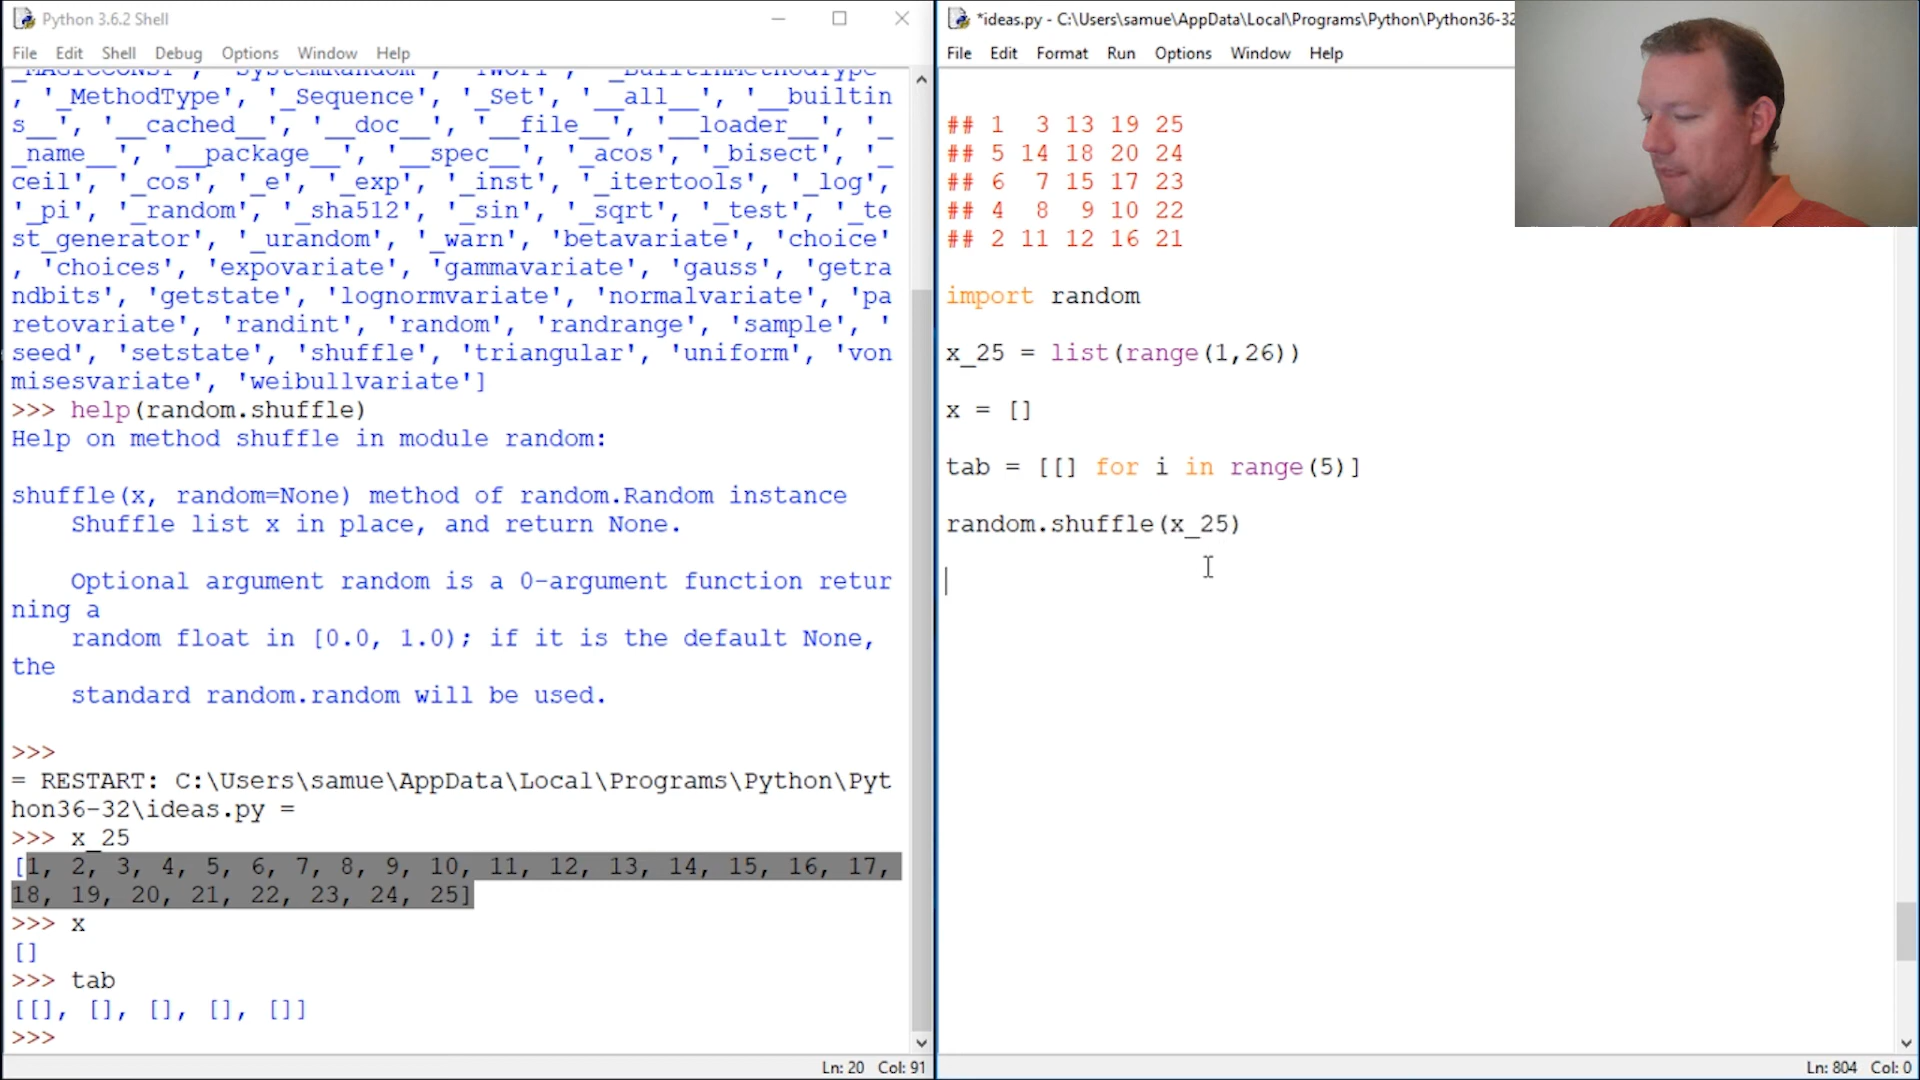 Python 3.6.2 Shell
File Edit Shell Debug Options Window Help
, '_MethodType', '_Sequence', '_Set', '__all__', '__builtin
s__', '__cached__', '__doc__', '__file__', '__loader__', '_
_name__', '__package__', '__spec__', '_acos', '_bisect', '_
ceil', '_cos', '_e', '_exp', '_inst', '_itertools', '_log',
'_pi', '_random', '_sha512', '_sin', '_sqrt', '_test', '_te
st_generator', '_urandom', '_warn', 'betavariate', 'choice'
, 'choices', 'expovariate', 'gammavariate', 'gauss', 'getra
ndbits', 'getstate', 'lognormvariate', 'normalvariate', 'pa
retovariate', 'randint', 'random', 'randrange', 'sample', '
seed', 'setstate', 'shuffle', 'triangular', 'uniform', 'von
misesvariate', 'weibullvariate']
>>> help(random.shuffle)
Help on method shuffle in module random:
shuffle(x, random=None) method of random.Random instance
Shuffle list x in place, and return None.
Optional argument random is a 0-argument function retur
ning a
random float in [0.0, 1.0); if it is the default None,
the
standard random.random will be used.
>>>
= RESTART: C:\Users\samue\AppData\Local\Programs\Python\Pyt
hon36-32\ideas.py =
>>> x_25
[1, 2, 3, 4, 5, 6, 7, 8, 9, 10, 11, 12, 13, 14, 15, 16, 17,
18, 19, 20, 21, 22, 23, 24, 25]
>>> x
[]
>>> tab
[[], [], [], [], []]
>>>
Ln: 20 Col: 91
*ideas.py - C:\Users\samue\AppData\Local\Programs\Python\Python36-32
File Edit Format Run Options Window Help
## 1 3 13 19 25
## 5 14 18 20 24
## 6 7 15 17 23
## 4 8 9 10 22
## 2 11 12 16 21
import random
x_25 = list(range(1,26))
x = []
tab = [[] for i in range(5)]
random.shuffle(x_25)
Ln: 804 Col: 0